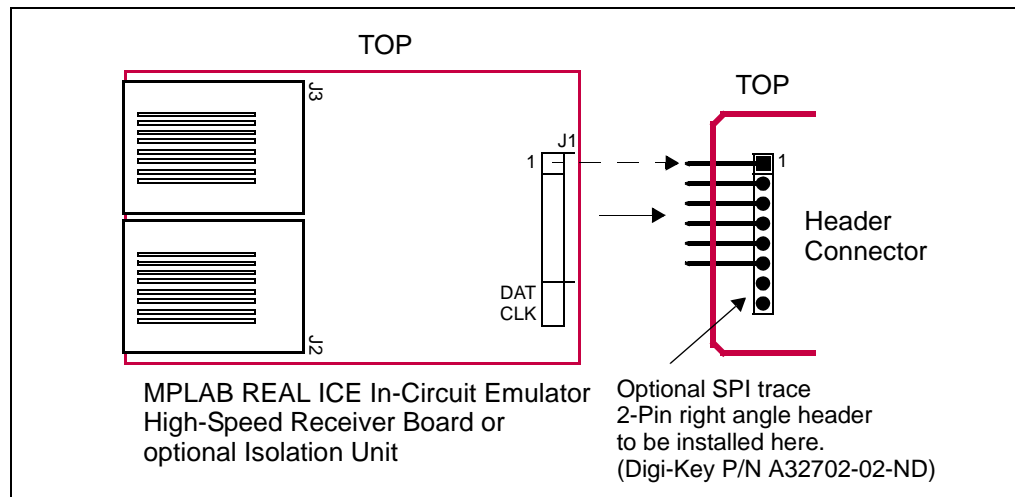 TOP
TOP
J3
J1
1
1
Header
Connector
DAT
CLK
J2
MPLAB REAL ICE In-Circuit Emulator
High-Speed Receiver Board or
optional Isolation Unit
Optional SPI trace
2-Pin right angle header
to be installed here.
(Digi-Key P/N A32702-02-ND)